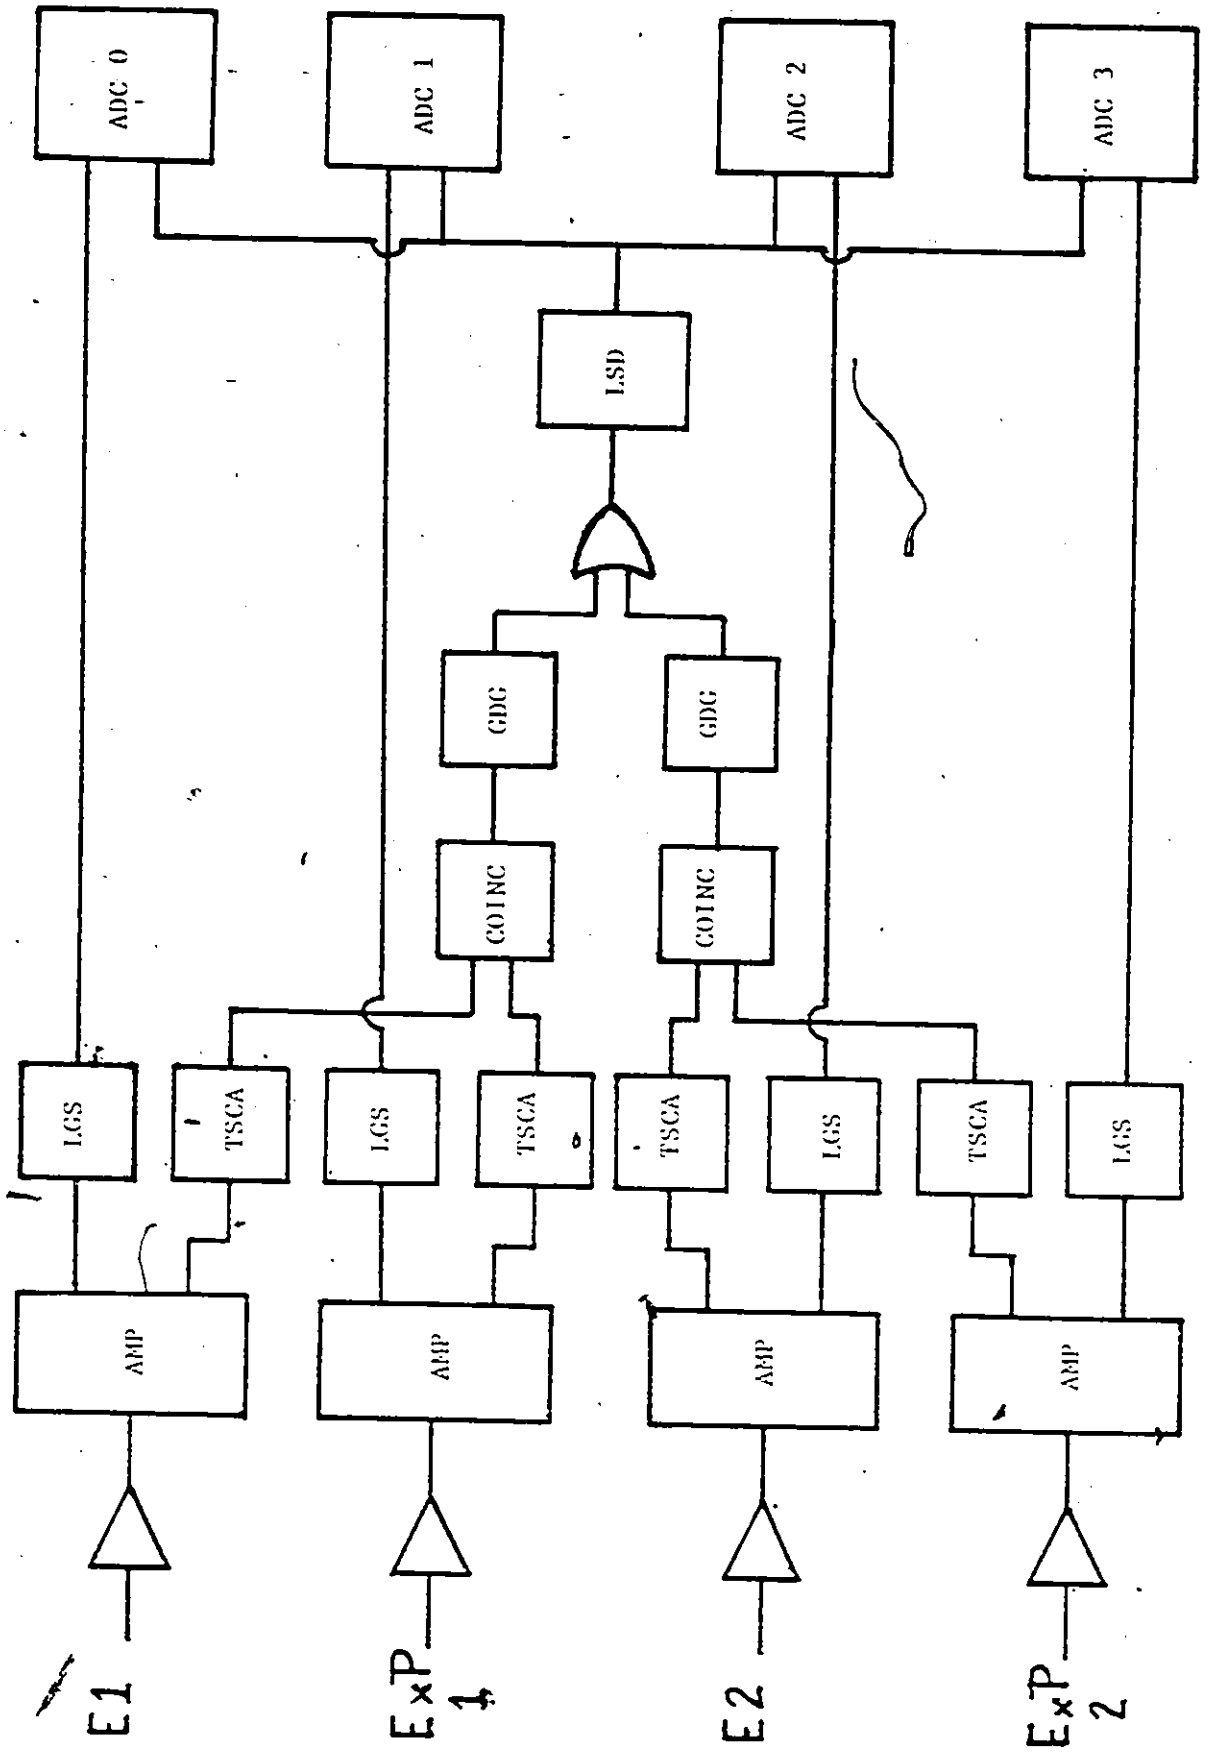 ADC 0
ADC 1
ADC 2
ADC 3
LSD
GDG
GDG
COINC
COINC
LGS
TSCA
LGS
TSCA
TSCA
LGS
TSCA
LGS
AMP
AMP
AMP
AMP
E1
ExP
1
E2
ExP
2